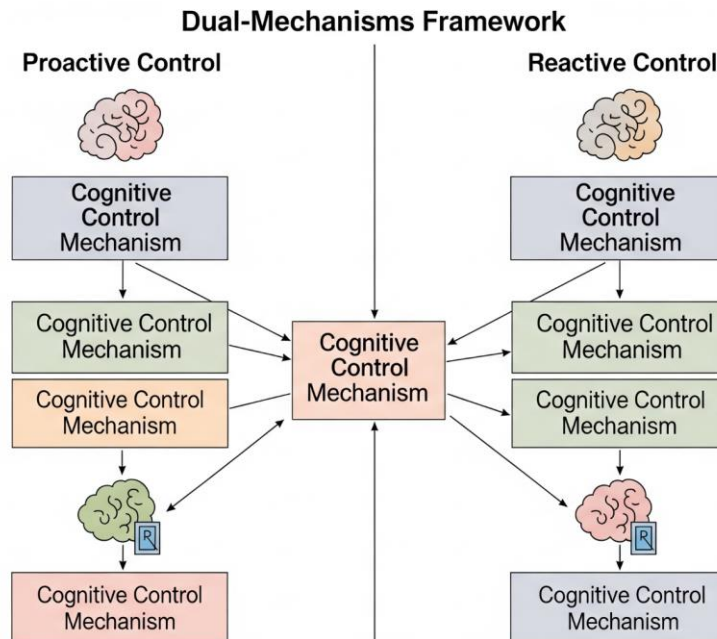 Dual-Mechanisms Framework
Proactive Control
Reactive Control
Cognitive
Control
Mechanism
Cognitive
Control
Mechanism
Cognitive Control
Mechanism
Cognitive
Control
Mechanism
Cognitive Control
Mechanism
Cognitive Control
Mechanism
Cognitive Control
Mechanism
R
R
Cognitive Control
Mechanism
Cognitive Control
Mechanism